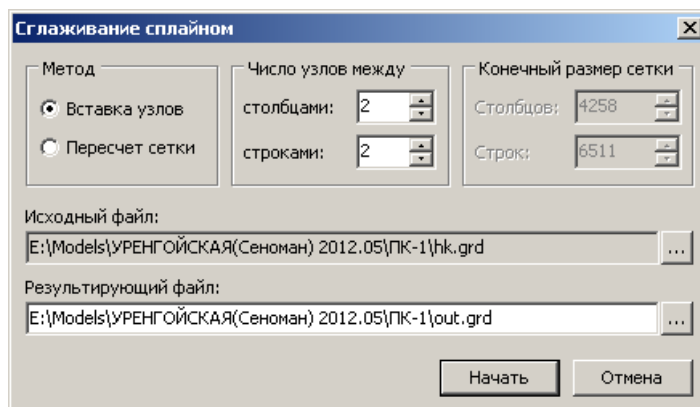 Сглаживание сплайном
Метод
Вставка узлов
Пересчет сетки
Число узлов между
столбцами: 2
строками: 2
Конечный размер сетки
Столбцов: 4258
Строк: 6511
Исходный файл:
E:\Models\УРЕНГОЙСКАЯ(Сеноман) 2012.05\ПК-1\hk.grd
...
Результирующий файл:
E:\Models\УРЕНГОЙСКАЯ(Сеноман) 2012.05\ПК-1\out.grd
...
Начать Отмена